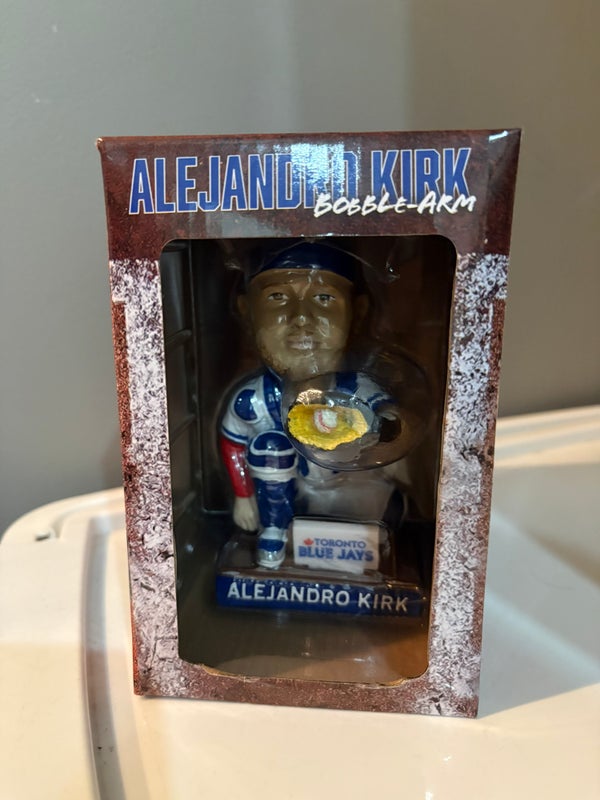 ALEJANDRO KIRK
BOBBLE-ARM
TORONTO
BLUE JAYS
ALEJANDRO KIRK